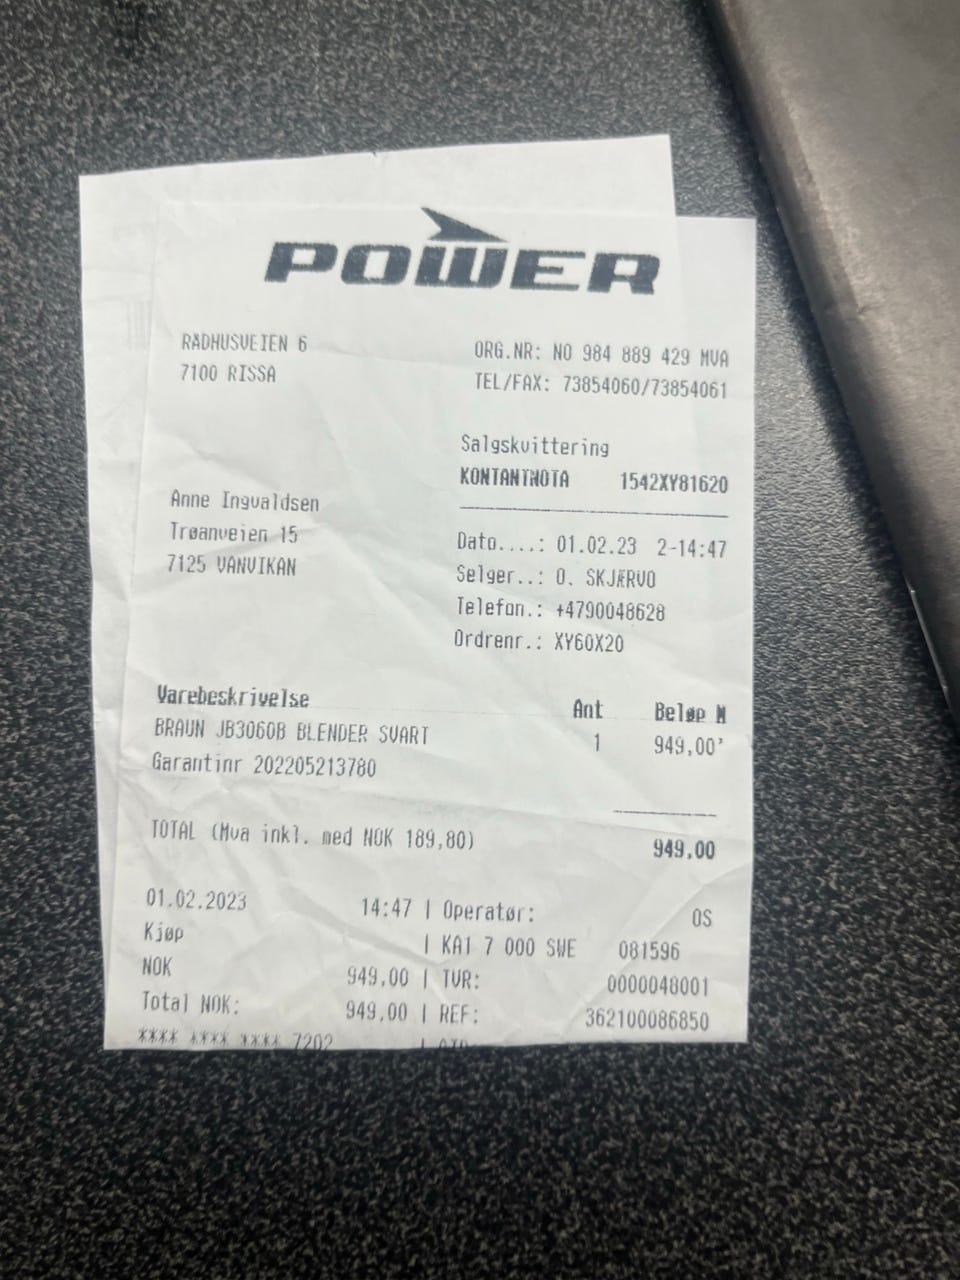 POWER
RÅDHUSVEIEN 6
7100 RISSA
ORG.NR: NO 984 889 429 MVA
TEL/FAX: 73854060/73854061
Salgskvittering
KONTANTNOTA 1542XY81620
Anne Ingvaldsen
Trøanveien 15
7125 VANVIKAN
Dato....: 01.02.23 2-14:47
Selger..: O. SKJÆRVO
Telefon.: +4790048628
Ordrenr.: XY60X20
Varebeskrivelse Ant Beløp M
BRAUN JB3060B BLENDER SVART 1 949,00'
Garantinr 202205213780
TOTAL (Mva inkl. med NOK 189,80) 949,00
01.02.2023 14:47 | Operatør: OS
Kjøp | KA1 7 000 SWE 081596
NOK 949,00 | TVR: 0000048001
Total NOK: 949,00 | REF: 362100086850
**** **** **** 7202 |